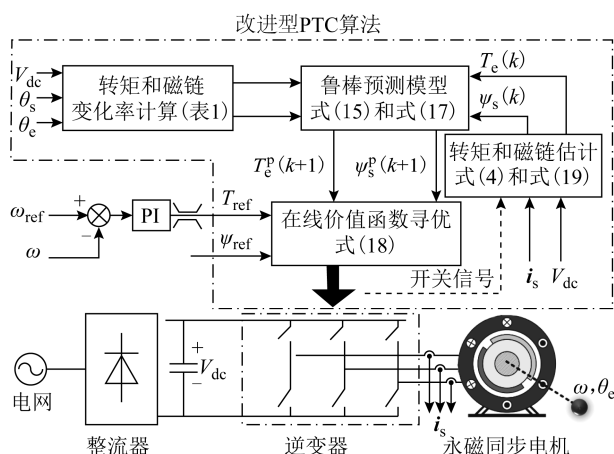 改进型PTC算法
V_dc
θ_s
θ_e
转矩和磁链
变化率计算(表1)
鲁棒预测模型
式(15)和式(17)
T_e(k)
ψ_s(k)
转矩和磁链估计
式(4)和式(19)
T_e^p(k+1)
ψ_s^p(k+1)
ω_ref
+
−
ω
PI
T_ref
ψ_ref
在线价值函数寻优
式(18)
开关信号
i_s
V_dc
电网
整流器
+
V_dc
−
逆变器
i_s
永磁同步电机
ω,θ_e